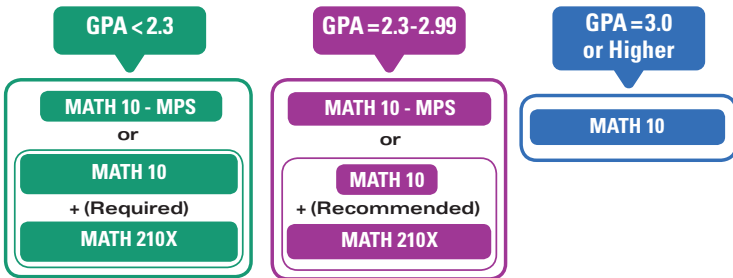 GPA < 2.3
MATH 10 - MPS
or
MATH 10
+ (Required)
MATH 210X
GPA = 2.3-2.99
MATH 10 - MPS
or
MATH 10
+ (Recommended)
MATH 210X
GPA = 3.0
or Higher
MATH 10